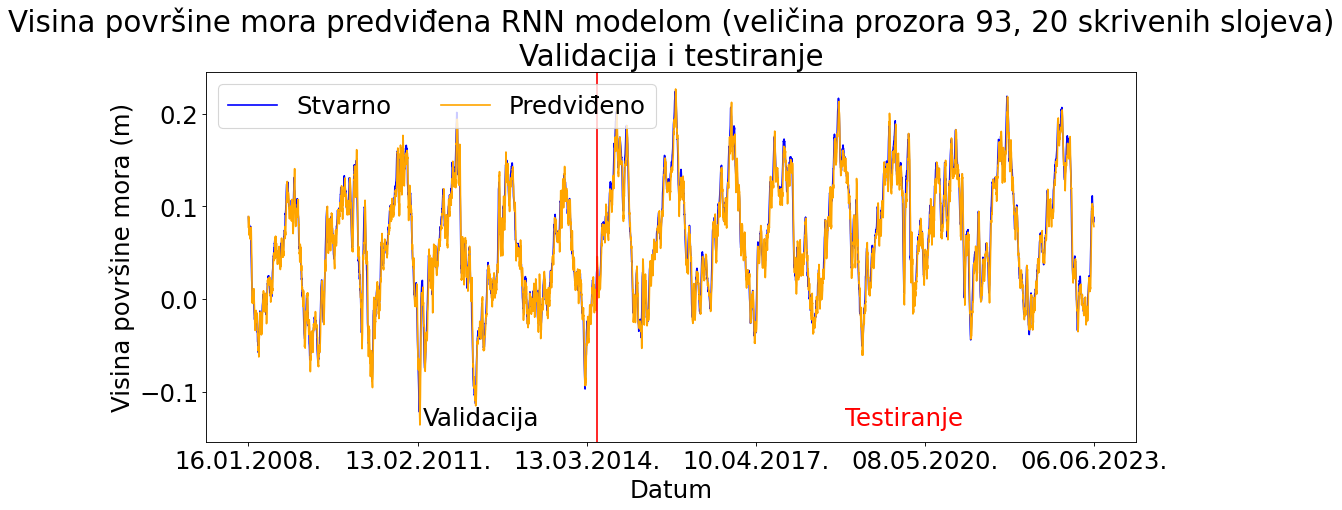 Visina površine mora predviđena RNN modelom (veličina prozora 93, 20 skrivenih slojeva)
Validacija i testiranje
Stvarno
Predviđeno
Visina površine mora (m)
0.2
0.1
0.0
−0.1
Validacija
Testiranje
16.01.2008.
13.02.2011.
13.03.2014.
10.04.2017.
08.05.2020.
06.06.2023.
Datum